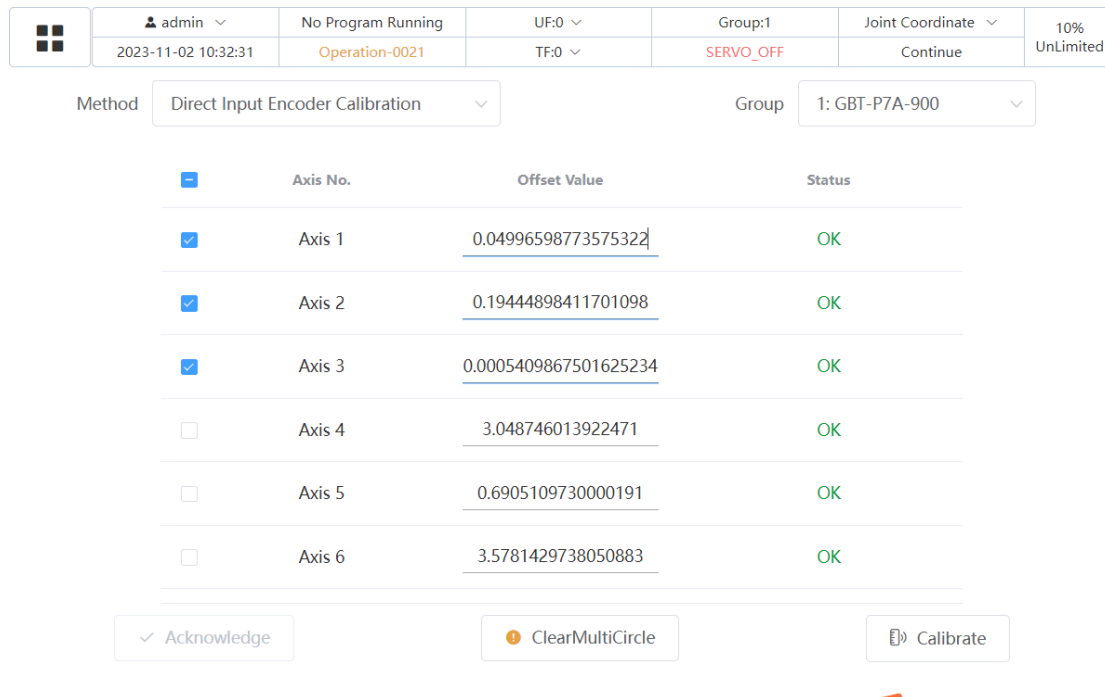 admin No Program Running UF:0 Group:1 Joint Coordinate 10%
2023-11-02 10:32:31 Operation-0021 TF:0 SERVO_OFF Continue UnLimited
Method Direct Input Encoder Calibration Group 1: GBT-P7A-900
Axis No. Offset Value Status
Axis 1 0.04996598773575322 OK
Axis 2 0.19444898411701098 OK
Axis 3 0.0005409867501625234 OK
Axis 4 3.048746013922471 OK
Axis 5 0.6905109730000191 OK
Axis 6 3.5781429738050883 OK
Acknowledge ClearMultiCircle Calibrate